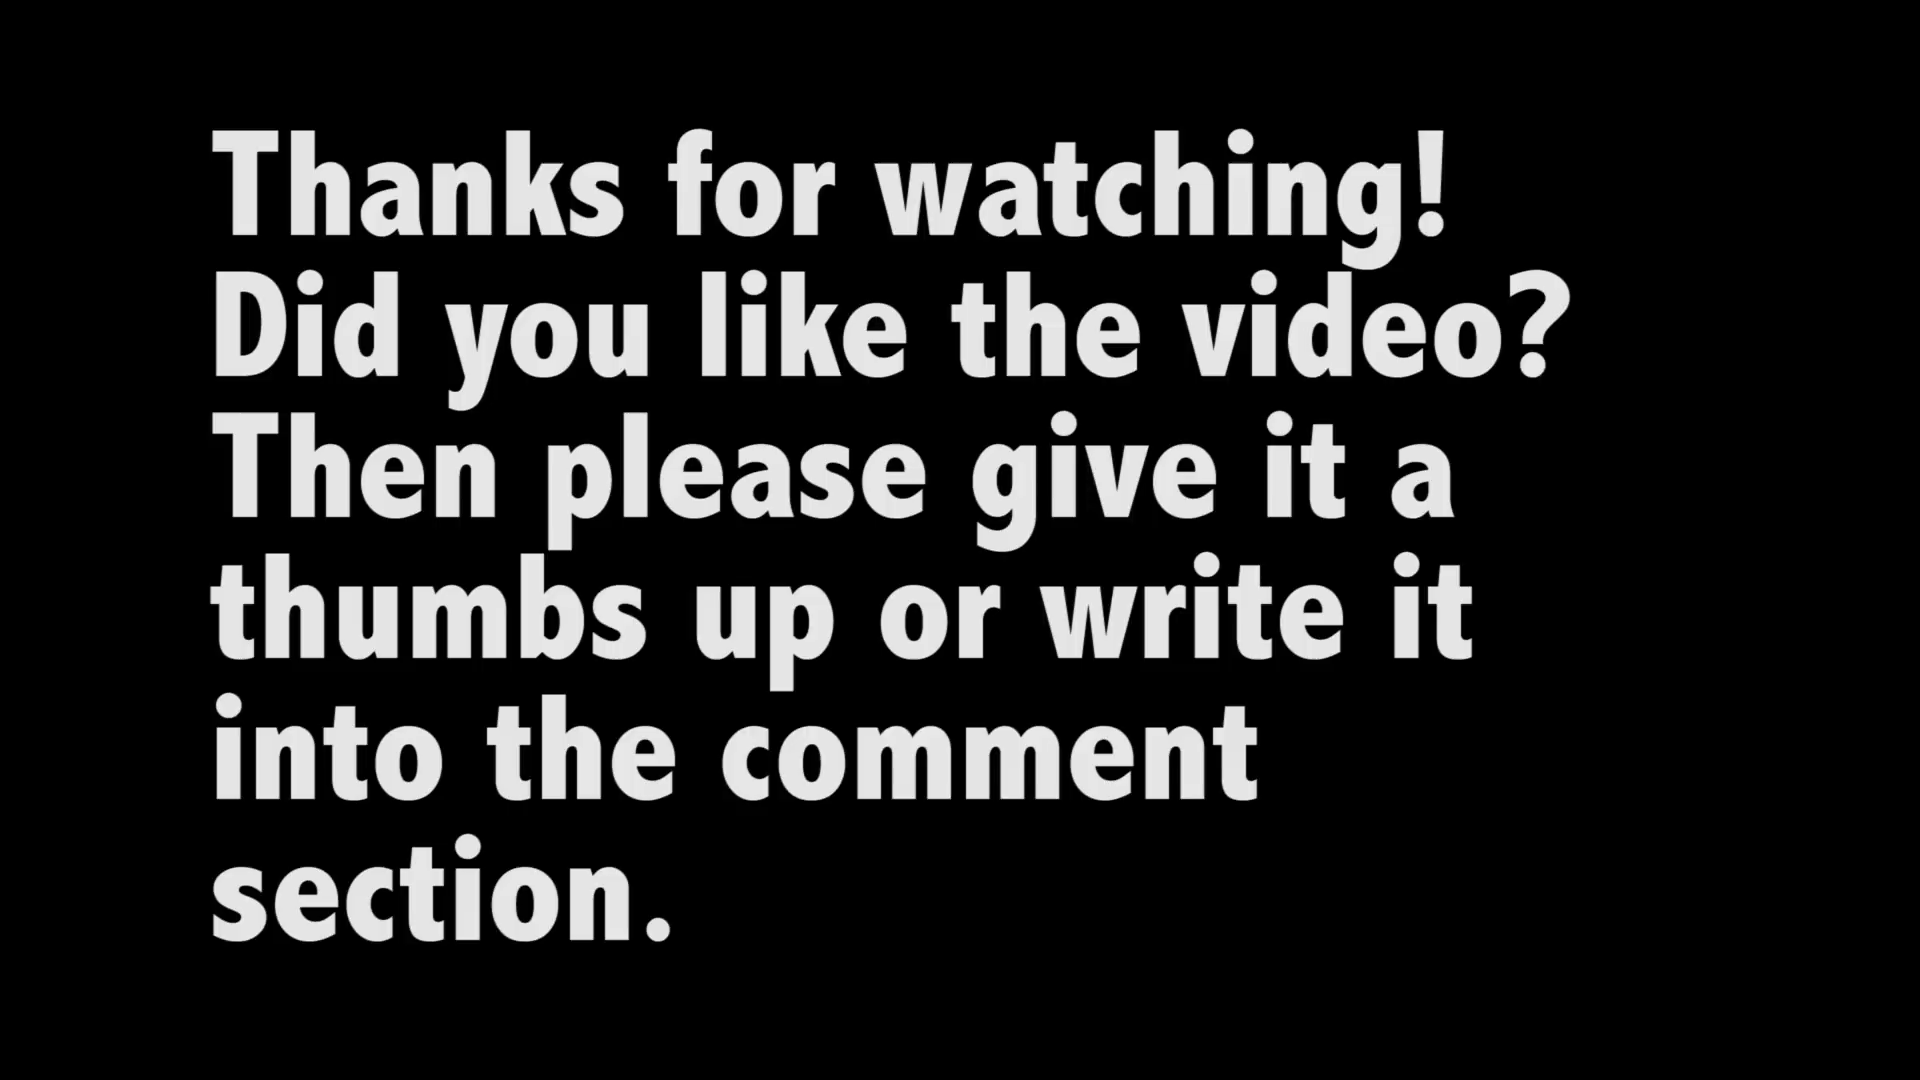 Thanks for watching!
Did you like the video?
Then please give it a
thumbs up or write it
into the comment
section.